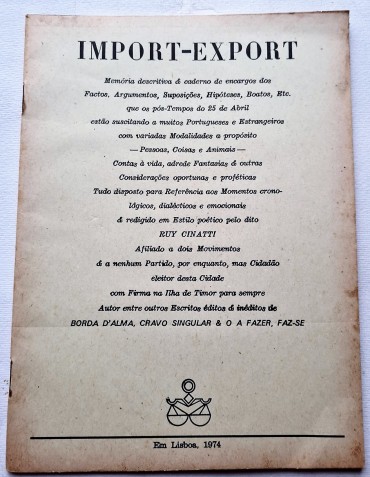 IMPORT-EXPORT
Memória descritiva & caderno de encargos dos
Factos. Argumentos, Suposições, Hipóteses, Boatos, Etc.
que os pós-Tempos do 25 de Abril
estão suscitando a muitos Portugueses e Estrangeiros
com variadas Modalidades a propósito
— Pessoas, Coisas e Animais —
Contas à vida, adrede Fantasias & outras
Considerações oportunas e proféticas
Tudo disposto para Referência aos Momentos crono-
lógicos, dialécticos e emocionais
& redigido em Estilo poético pelo dito
RUY CINATTI
Afiliado a dois Movimentos
& a nenhum Partido, por enquanto, mas Cidadão
eleitor desta Cidade
com Firma na Ilha de Timor para sempre
Autor entre outros Escritos éditos & inéditos de
BORDA D'ALMA, CRAVO SINGULAR & O A FAZER, FAZ-SE
Em Lisboa, 1974